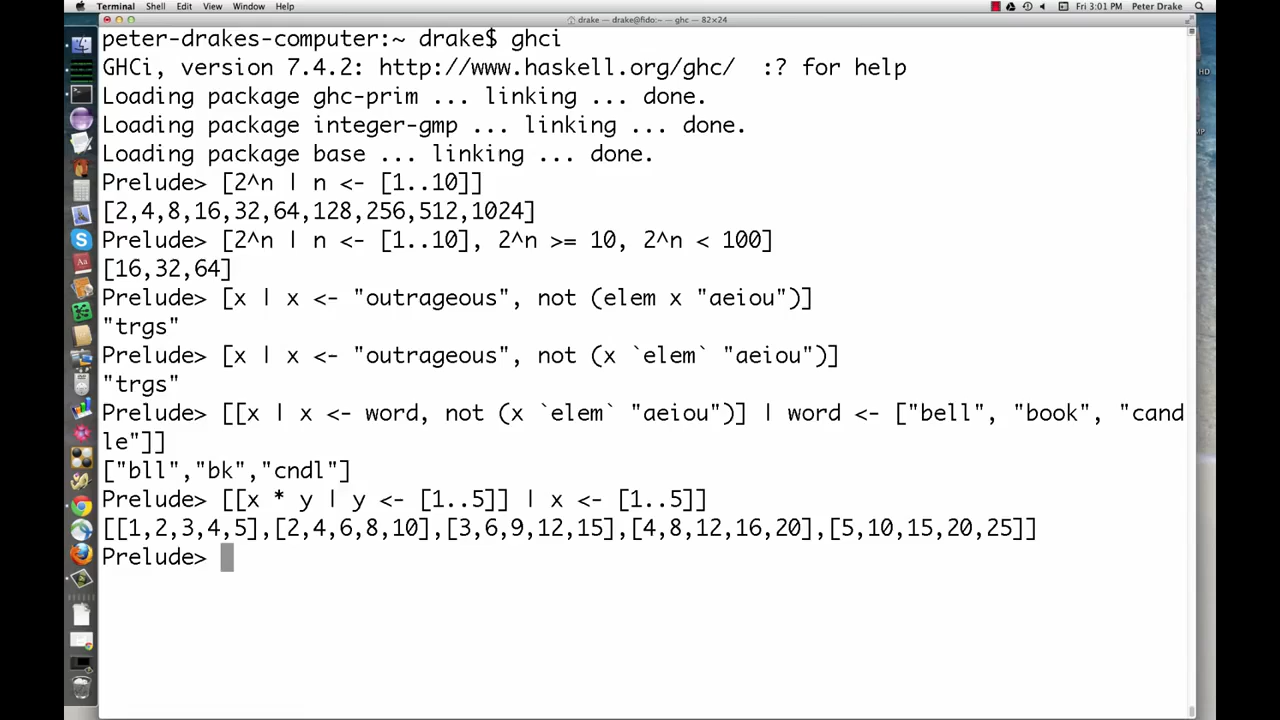 Terminal Shell Edit View Window Help Fri 3:01 PM Peter Drake
drake — drake@fido:~ — ghc — 82×24
peter-drakes-computer:~ drake$ ghci
GHCi, version 7.4.2: http://www.haskell.org/ghc/  :? for help
Loading package ghc-prim ... linking ... done.
Loading package integer-gmp ... linking ... done.
Loading package base ... linking ... done.
Prelude> [2^n | n <- [1..10]]
[2,4,8,16,32,64,128,256,512,1024]
Prelude> [2^n | n <- [1..10], 2^n >= 10, 2^n < 100]
[16,32,64]
Prelude> [x | x <- "outrageous", not (elem x "aeiou")]
"trgs"
Prelude> [x | x <- "outrageous", not (x `elem` "aeiou")]
"trgs"
Prelude> [[x | x <- word, not (x `elem` "aeiou")] | word <- ["bell", "book", "cand
le"]]
["bll","bk","cndl"]
Prelude> [[x * y | y <- [1..5]] | x <- [1..5]]
[[1,2,3,4,5],[2,4,6,8,10],[3,6,9,12,15],[4,8,12,16,20],[5,10,15,20,25]]
Prelude>
HD